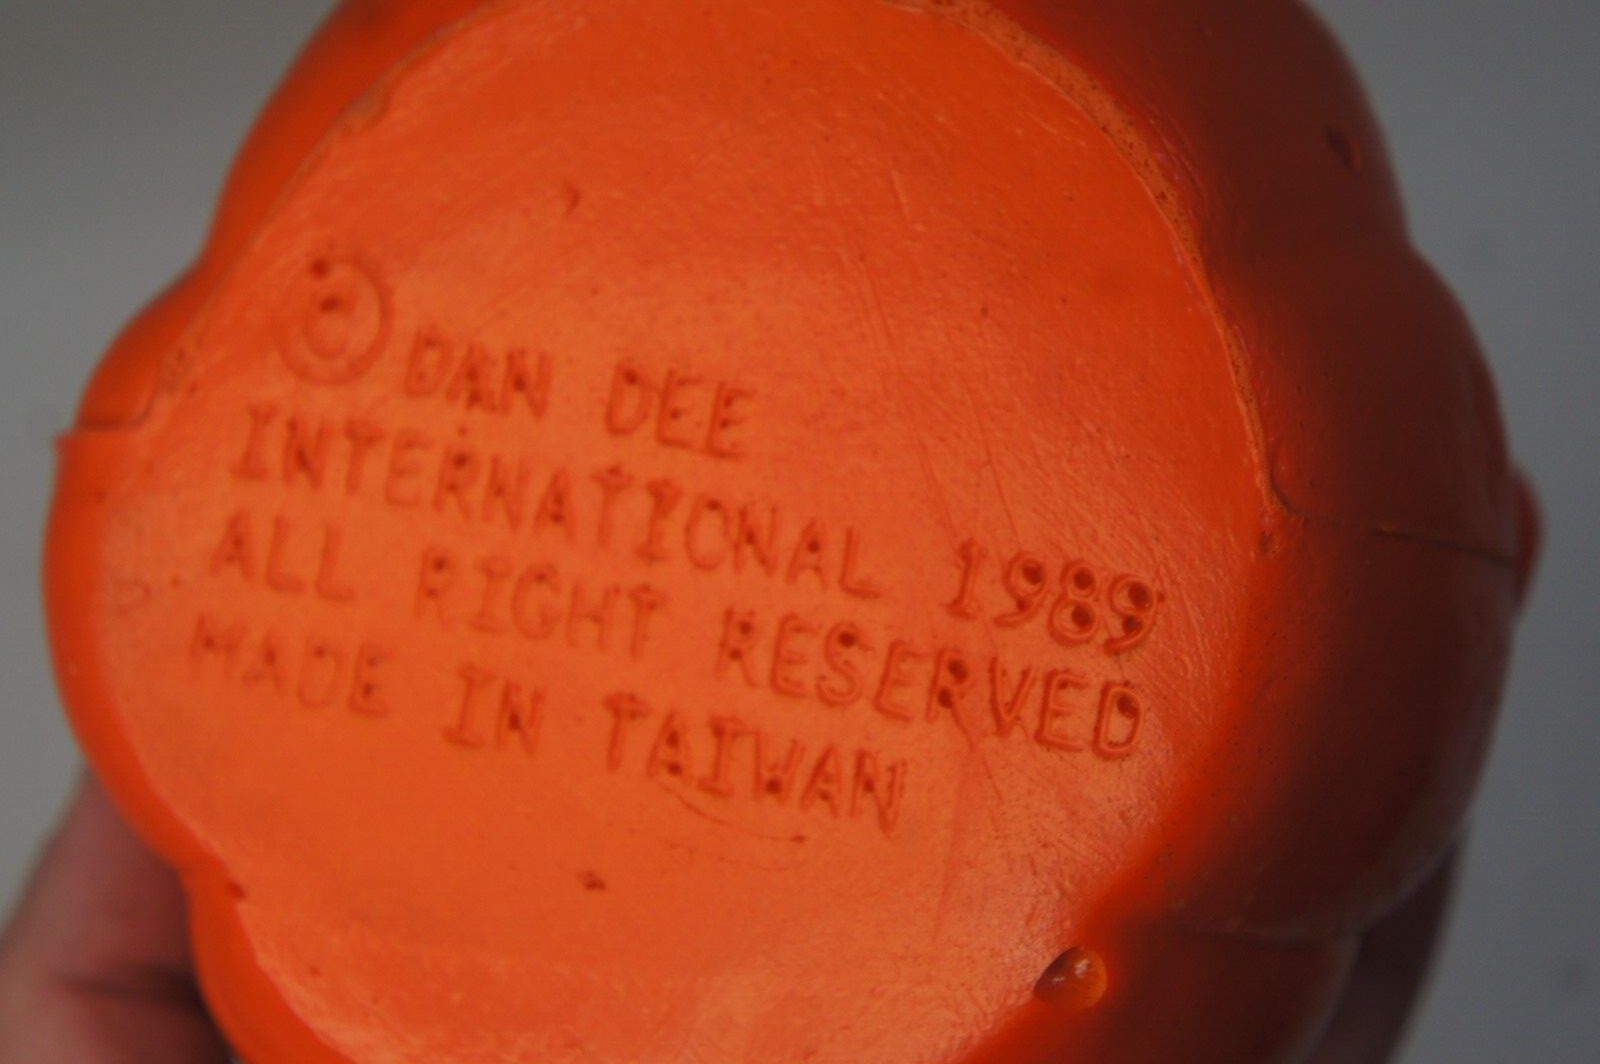 © DAN DEE
INTERNATIONAL 1989
ALL RIGHT RESERVED
MADE IN TAIWAN